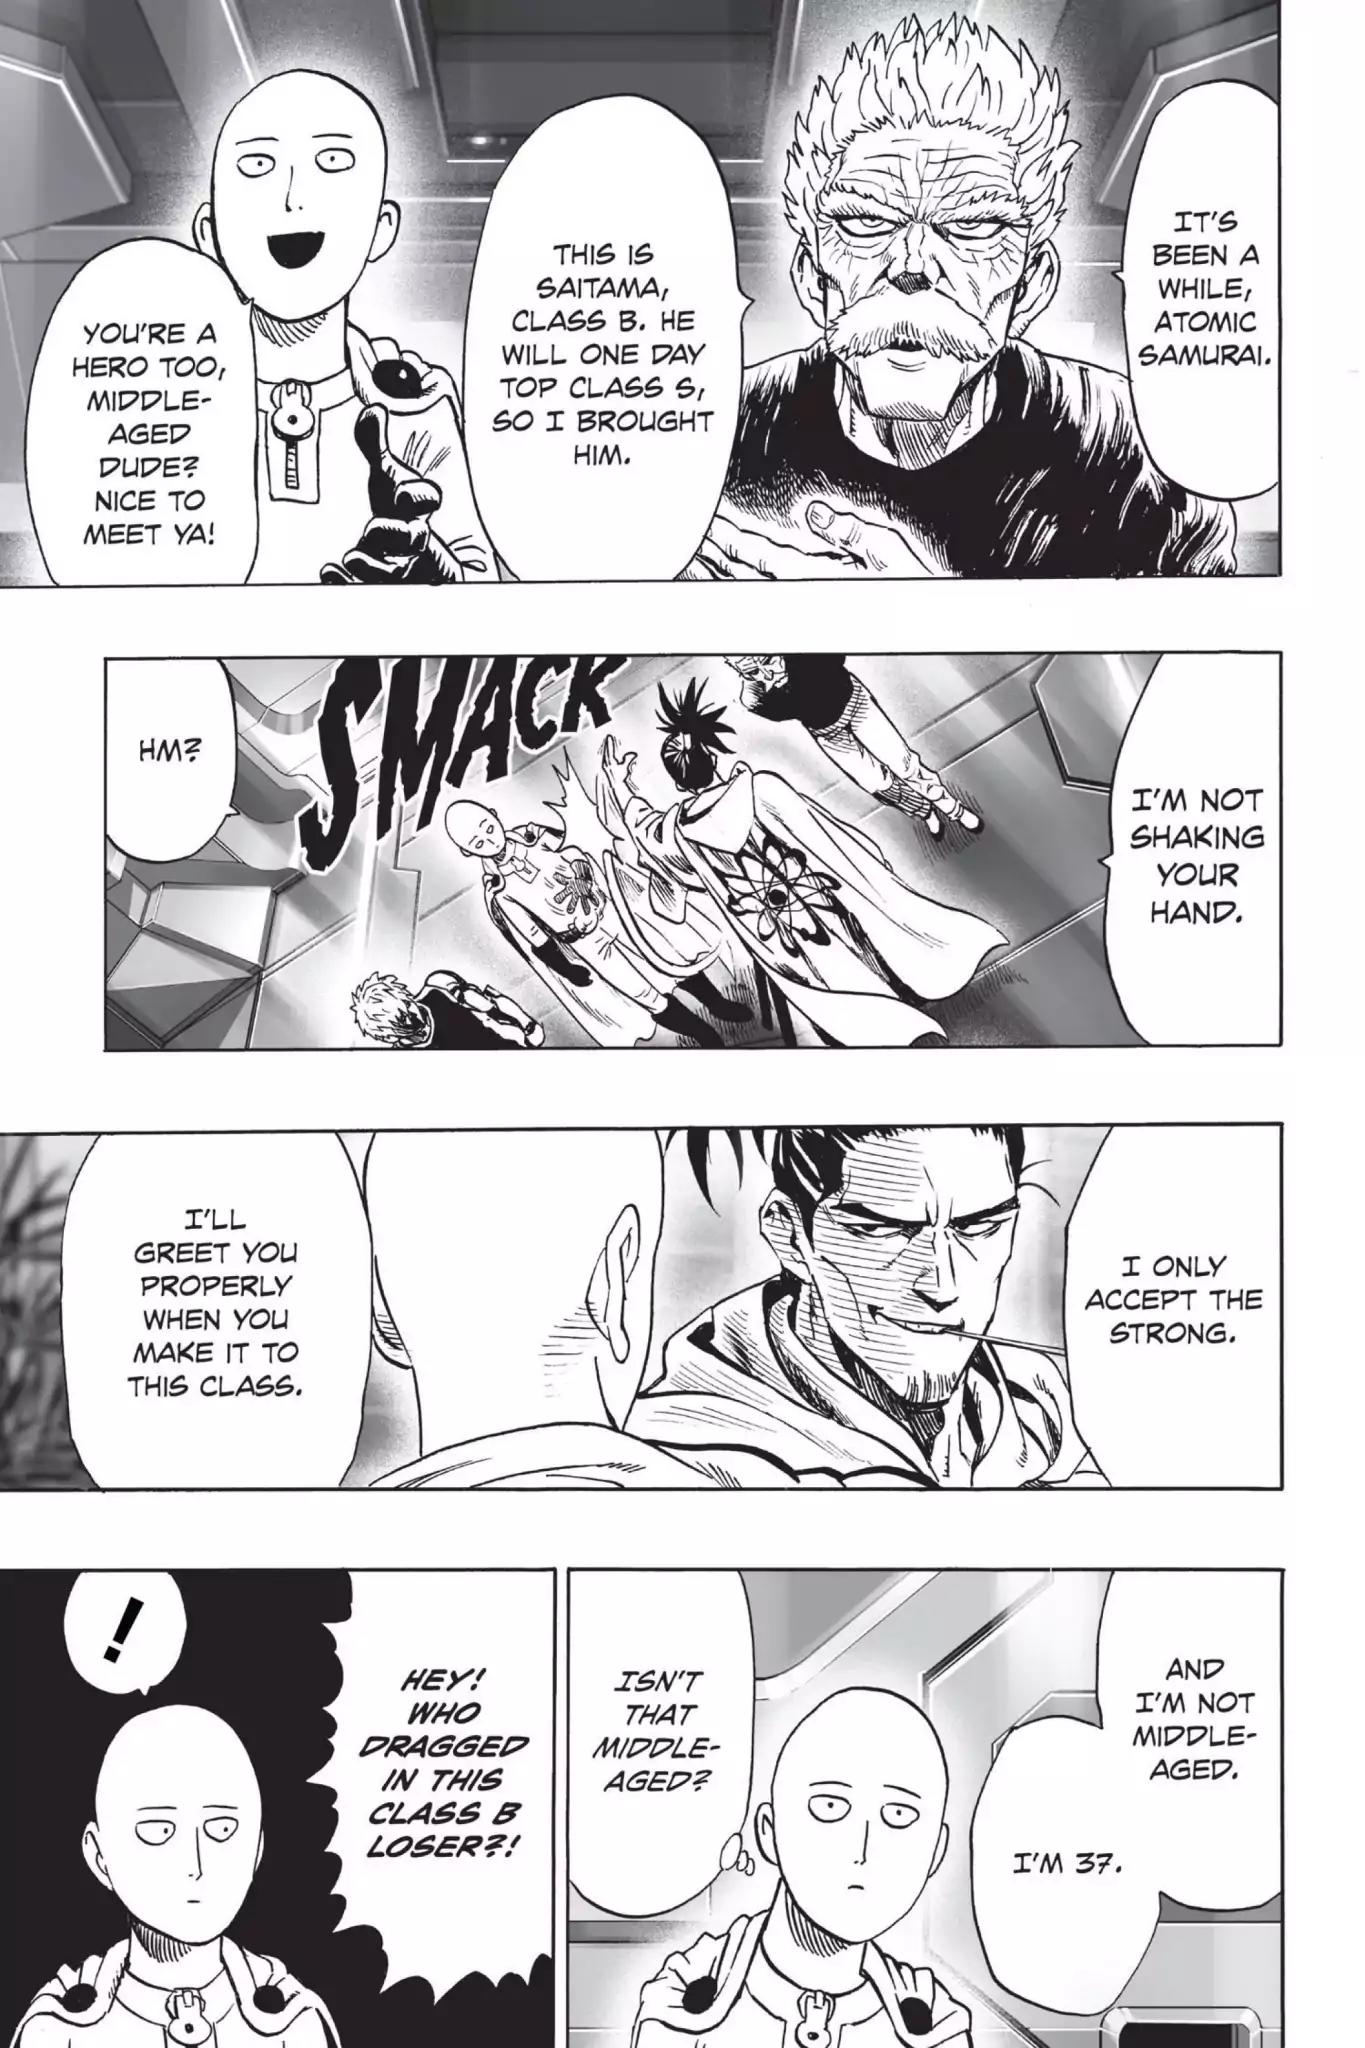 IT'S
BEEN A
WHILE,
ATOMIC
SAMURAI.
THIS IS
SAITAMA,
CLASS B. HE
WILL ONE DAY
TOP CLASS S,
SO I BROUGHT
HIM.
YOU'RE A
HERO TOO,
MIDDLE-
AGED
DUDE?
NICE TO
MEET YA!
I'M NOT
SHAKING
YOUR
HAND.
SMACK
HM?
I ONLY
ACCEPT THE
STRONG.
I'LL
GREET YOU
PROPERLY
WHEN YOU
MAKE IT TO
THIS CLASS.
AND
I'M NOT
MIDDLE-
AGED.
I'M 37.
ISN'T
THAT
MIDDLE-
AGED?
HEY!
WHO
DRAGGED
IN THIS
CLASS B
LOSER?!
!